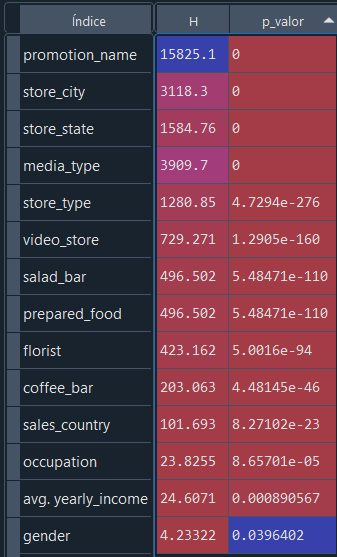 Índice H p_valor
promotion_name 15825.1 0
store_city 3118.3 0
store_state 1584.76 0
media_type 3909.7 0
store_type 1280.85 4.7294e-276
video_store 729.271 1.2905e-160
salad_bar 496.502 5.48471e-110
prepared_food 496.502 5.48471e-110
florist 423.162 5.0016e-94
coffee_bar 203.063 4.48145e-46
sales_country 101.693 8.27102e-23
occupation 23.8255 8.65701e-05
avg. yearly_income 24.6071 0.000890567
gender 4.23322 0.0396402